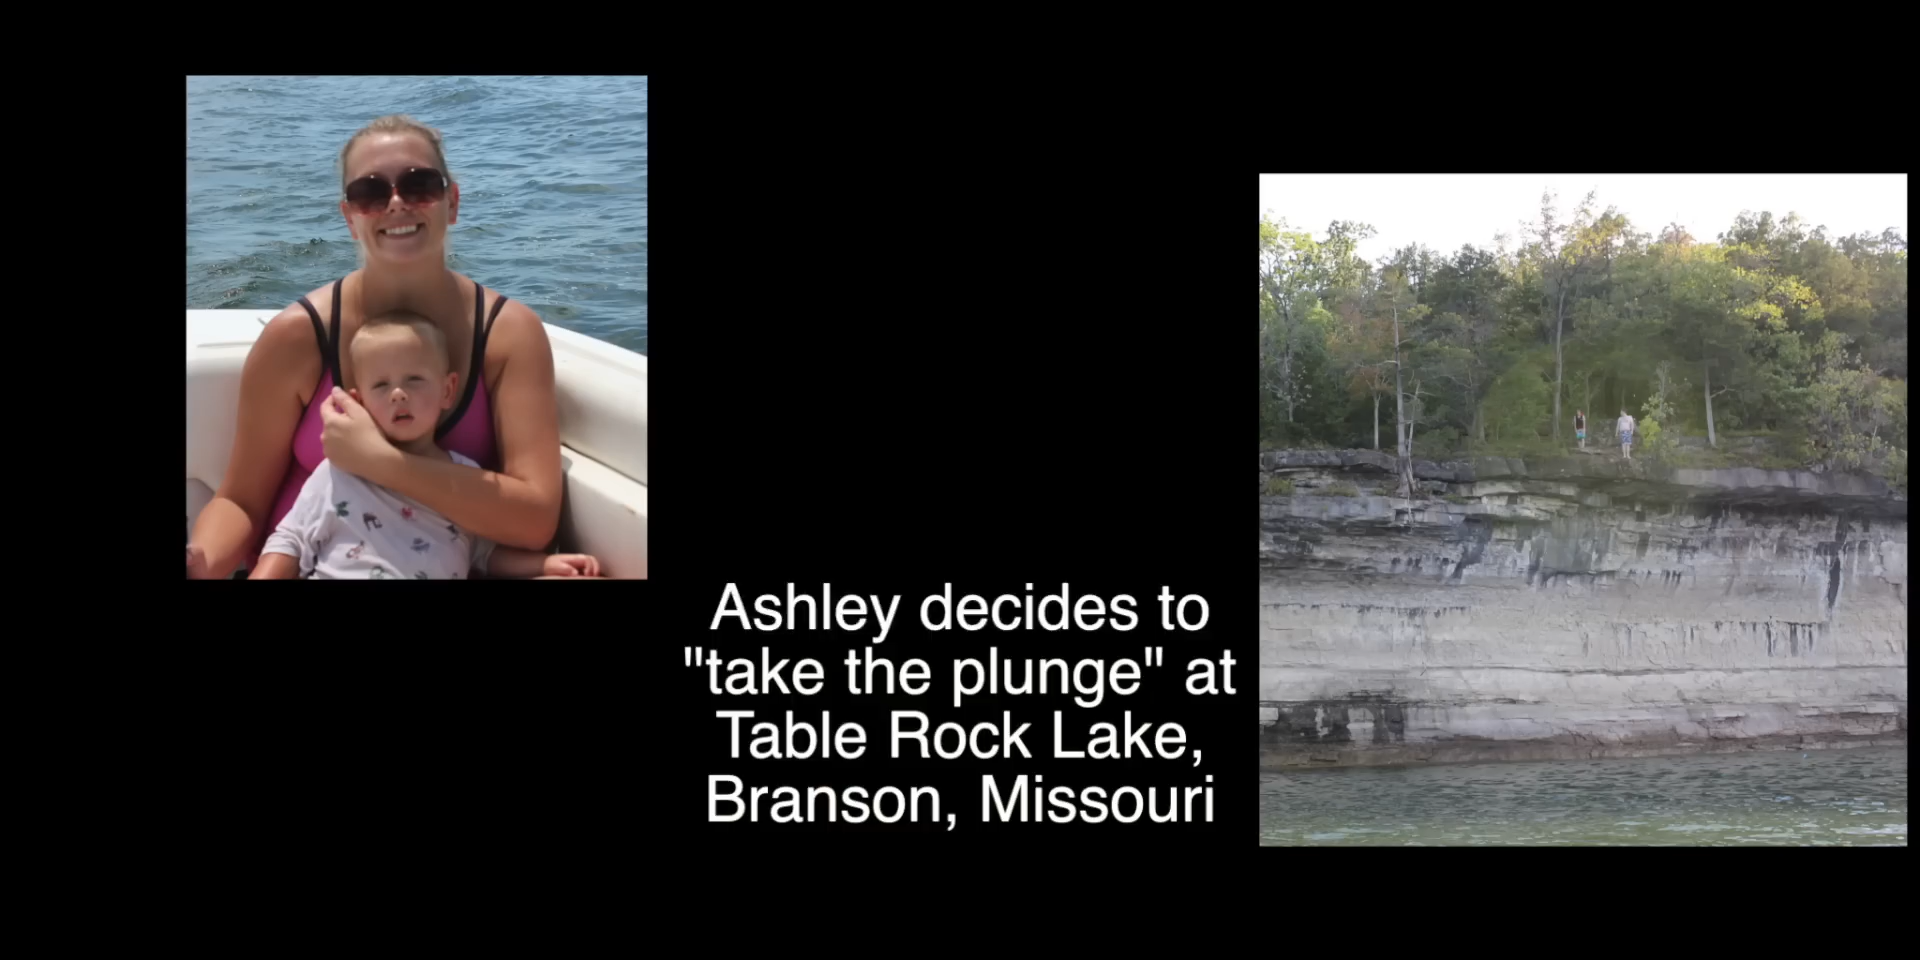 Ashley decides to
"take the plunge" at
Table Rock Lake,
Branson, Missouri